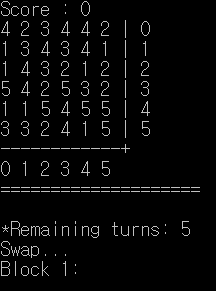 Score : 0
4 2 3 4 4 2 | 0
1 3 4 3 4 1 | 1
1 4 3 2 1 2 | 2
5 4 2 5 3 2 | 3
1 1 5 4 5 5 | 4
3 3 2 4 1 5 | 5
------------+
0 1 2 3 4 5
====================
*Remaining turns: 5
Swap...
Block 1: